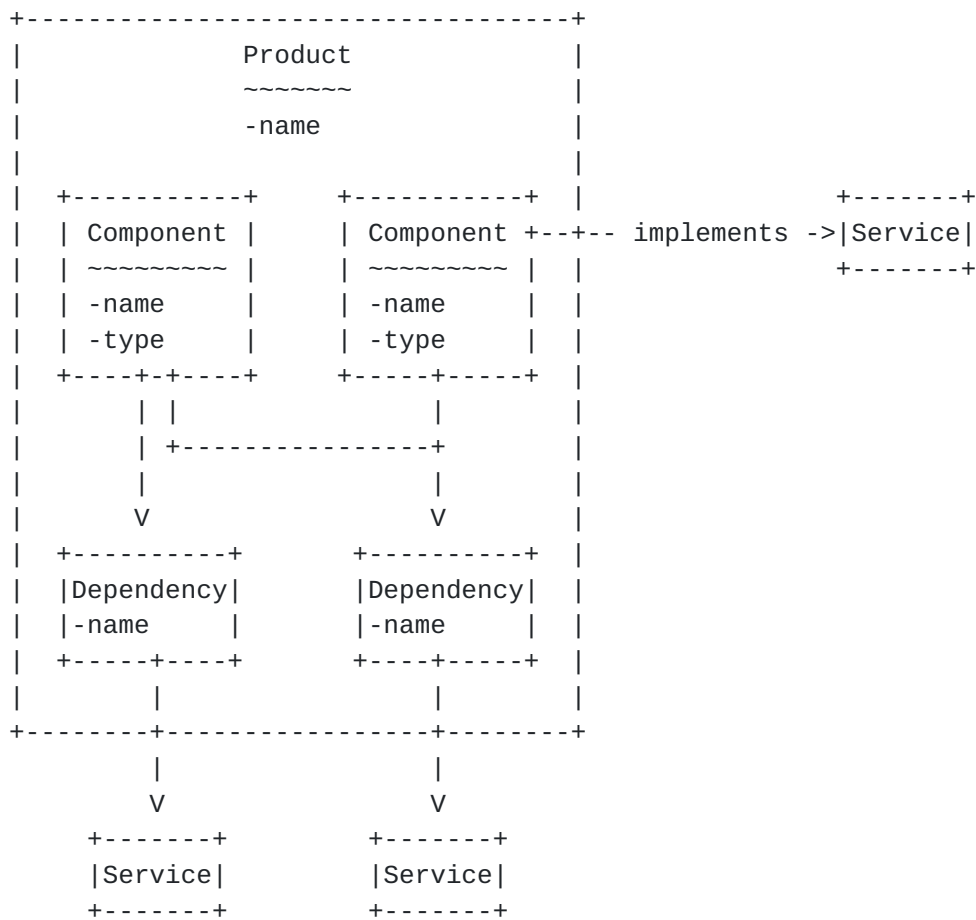 Product
~~~~~~~
-name
Component Component implements Service
~~~~~~~~~ ~~~~~~~~~
-name -name
-type -type
Dependency Dependency
-name -name
Service Service